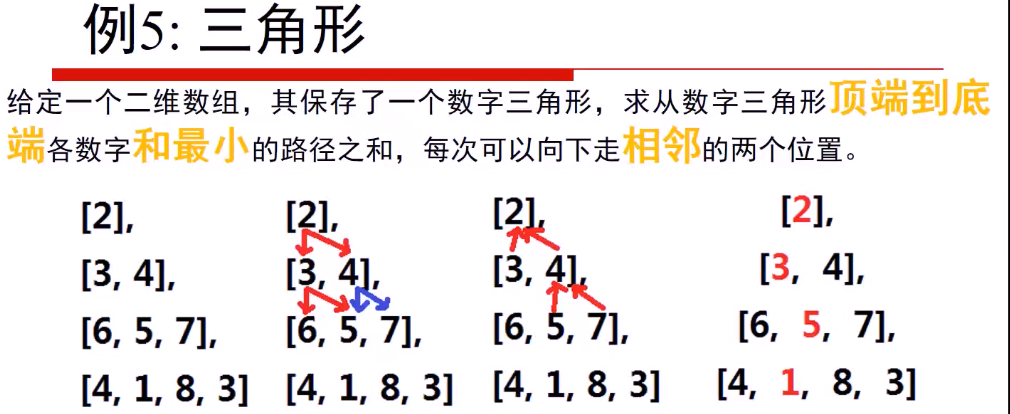 例5: 三角形
给定一个二维数组，其保存了一个数字三角形，求从数字三角形顶端到底
端各数字和最小的路径之和，每次可以向下走相邻的两个位置。
[2], [2], [2], [2],
[3, 4], [3, 4], [3, 4], [3, 4],
[6, 5, 7], [6, 5, 7], [6, 5, 7], [6, 5, 7],
[4, 1, 8, 3] [4, 1, 8, 3] [4, 1, 8, 3] [4, 1, 8, 3]